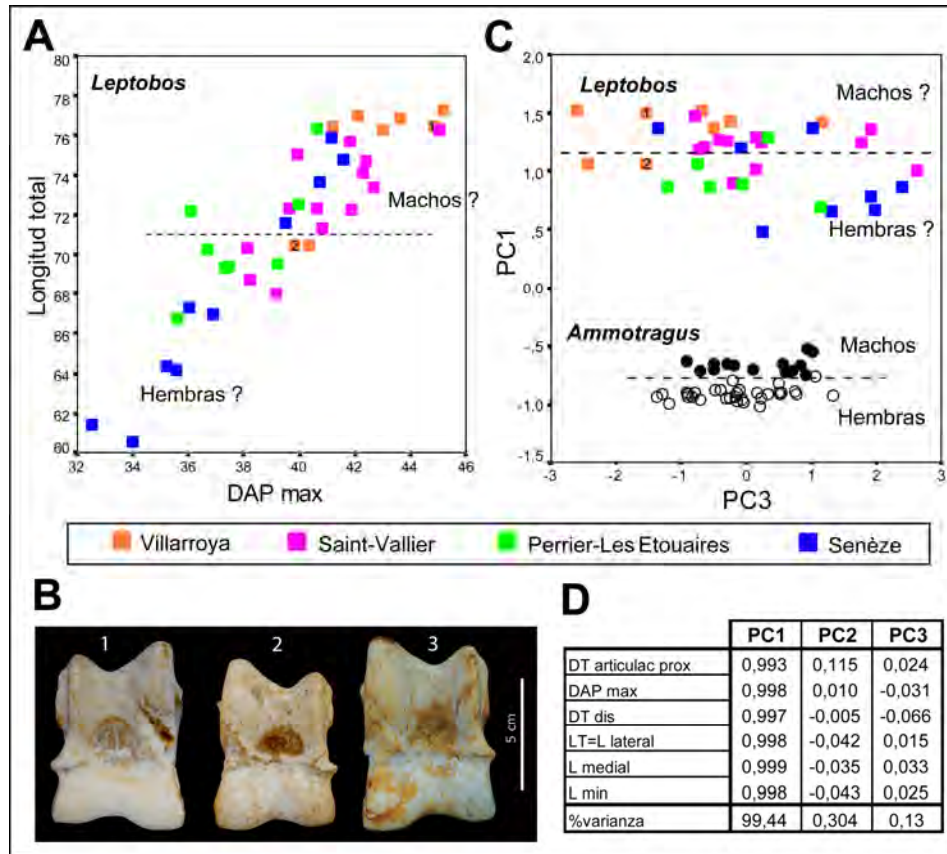 A
Leptobos
Longitud total
80
78
76
74
72
70
68
66
64
62
60
1
2
Machos ?
Hembras ?
32 34 36 38 40 42 44 46
DAP max
C
PC1
2,0
1,5
1,0
,5
0,0
-,5
-1,0
-1,5
Leptobos
Machos ?
1
2
Hembras ?
Ammotragus
Machos
Hembras
-3 -2 -1 0 1 2 3
PC3
Villarroya Saint-Vallier Perrier-Les Etouaires Senèze
B
1 2 3
5 cm
D
PC1 PC2 PC3
DT articulac prox 0,993 0,115 0,024
DAP max 0,998 0,010 -0,031
DT dis 0,997 -0,005 -0,066
LT=L lateral 0,998 -0,042 0,015
L medial 0,999 -0,035 0,033
L min 0,998 -0,043 0,025
%varianza 99,44 0,304 0,13